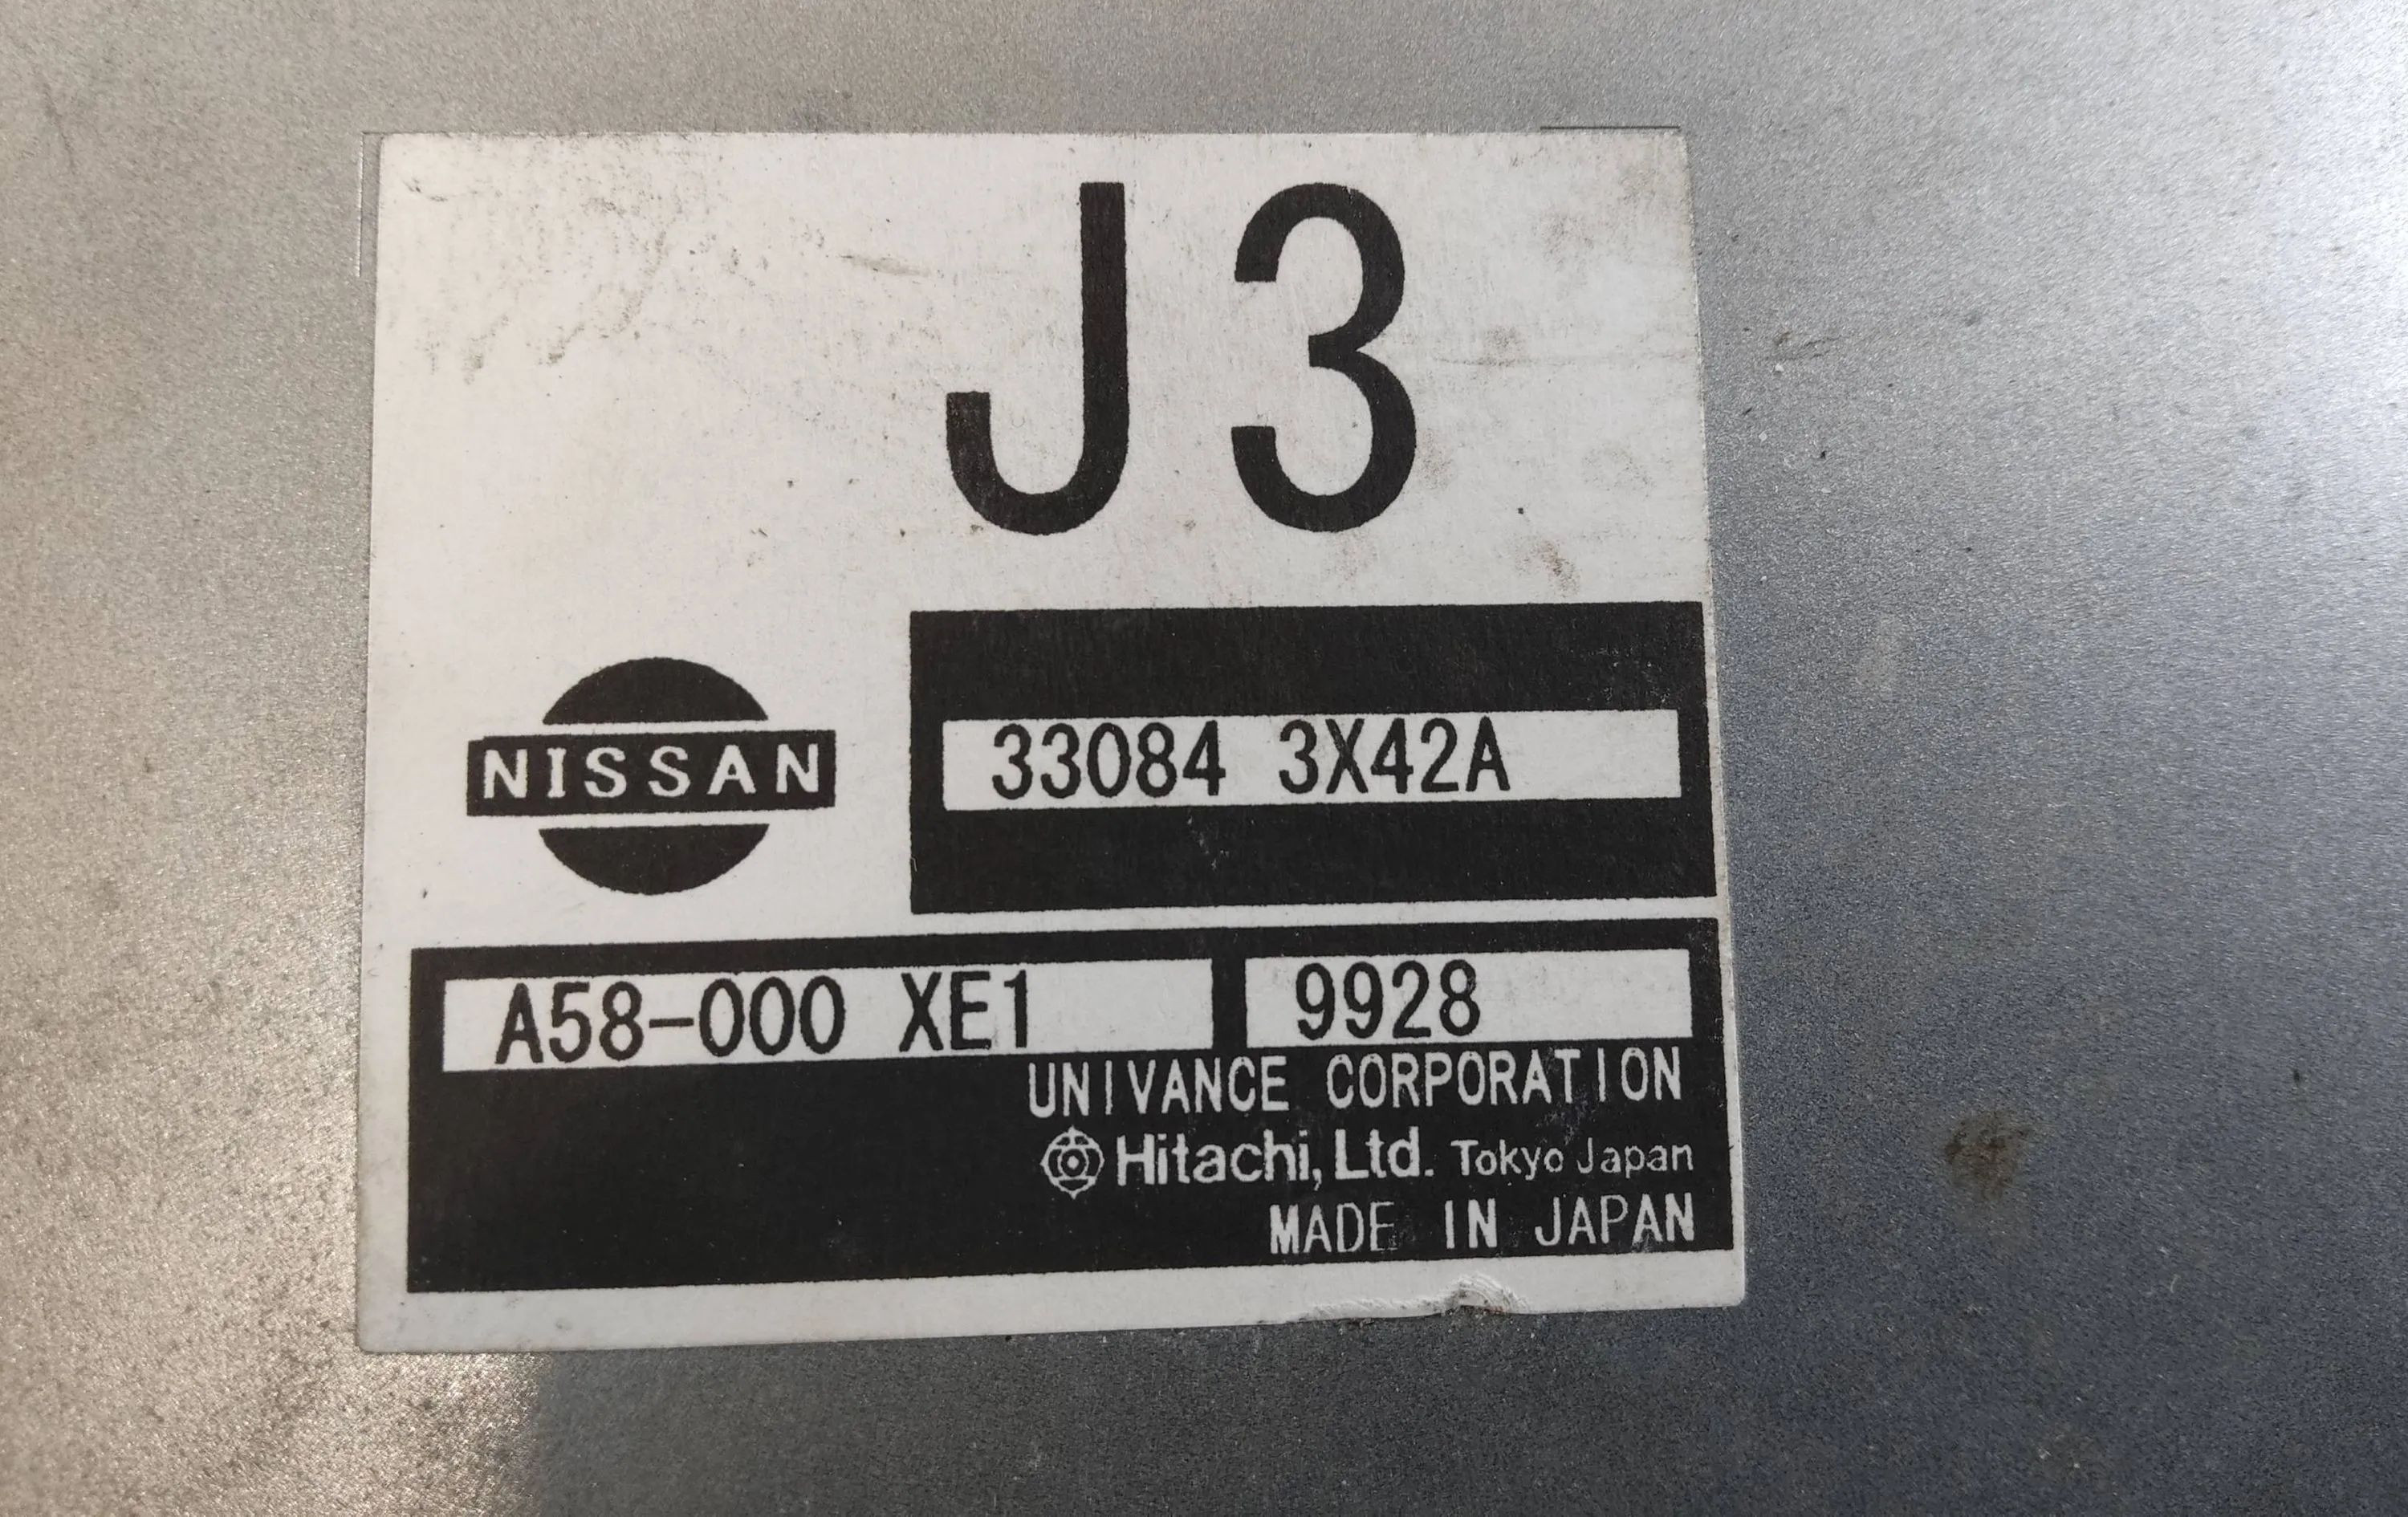 J3
NISSAN
33084 3X42A
A58-000 XE1
9928
UNIVANCE CORPORATION
Hitachi, Ltd. Tokyo Japan
MADE IN JAPAN